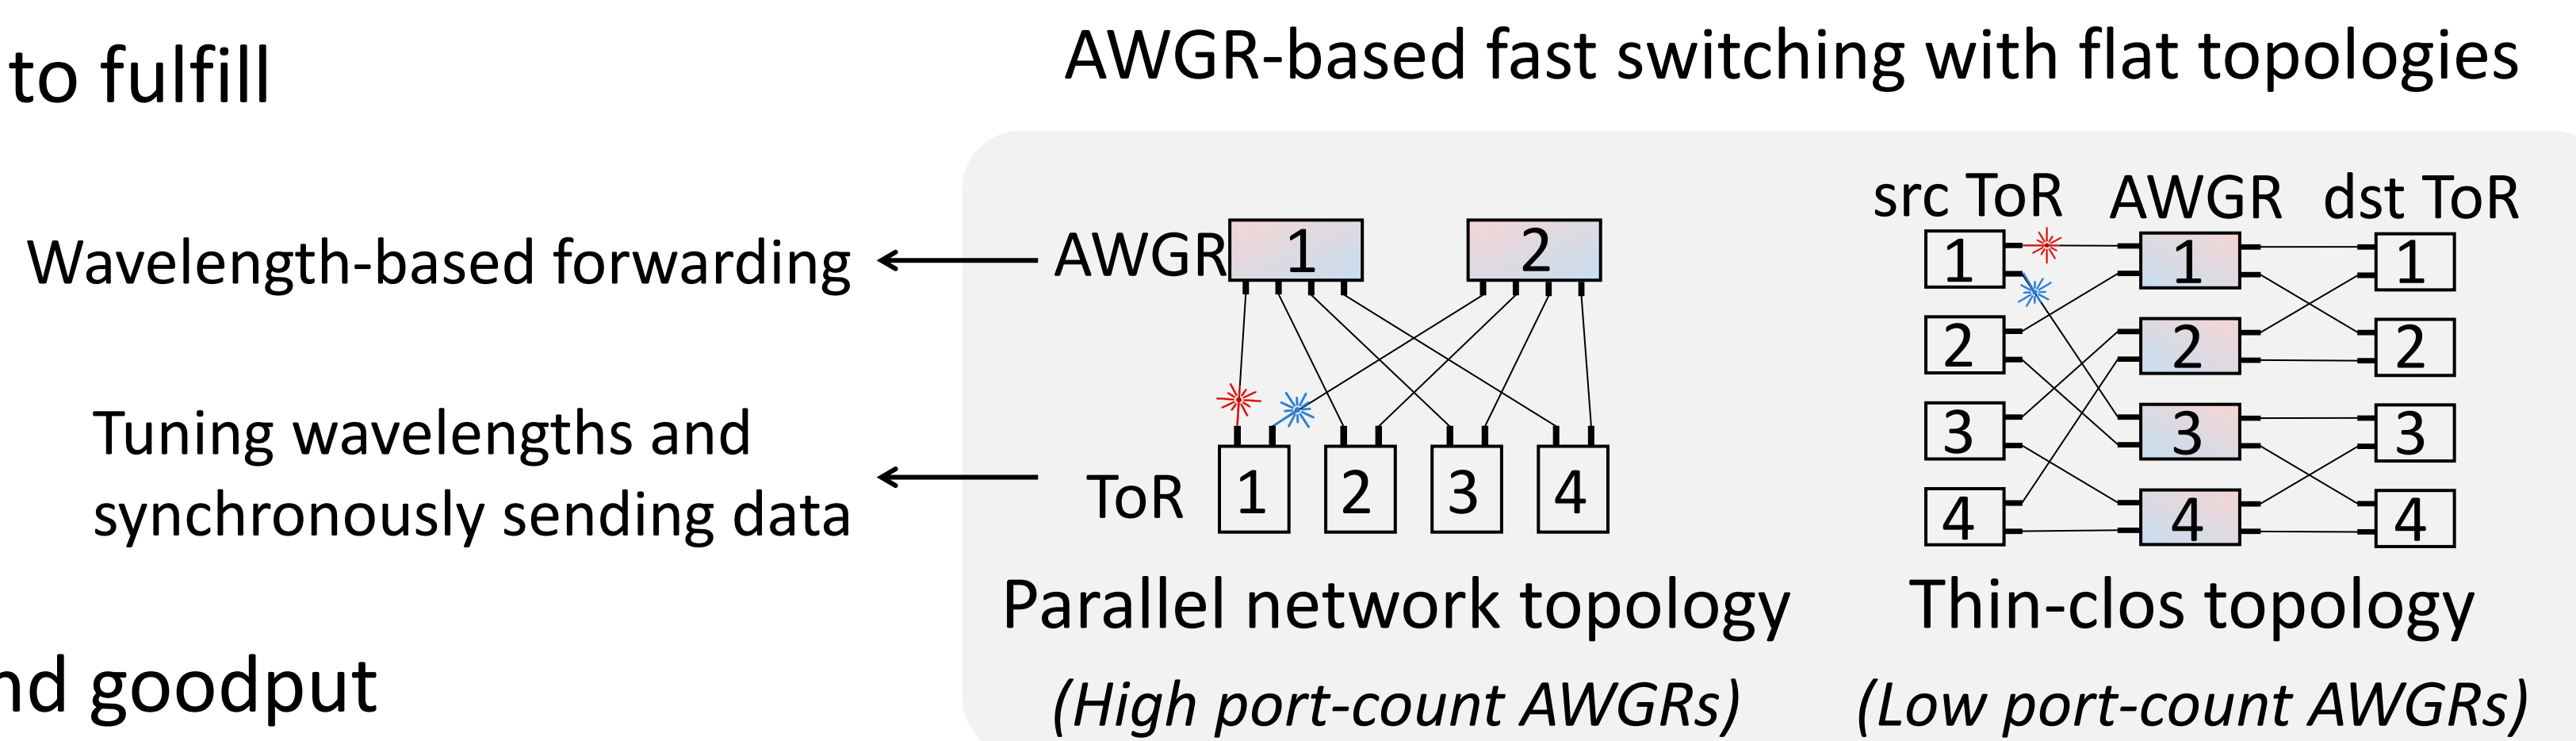 to fulfill
AWGR-based fast switching with flat topologies
src ToR AWGR dst ToR
Wavelength-based forwarding
AWGR 1 2
1 1 1
2 2 2
3 3 3
4 4 4
Tuning wavelengths and
synchronously sending data
ToR 1 2 3 4
Parallel network topology
(High port-count AWGRs)
Thin-clos topology
(Low port-count AWGRs)
nd goodput